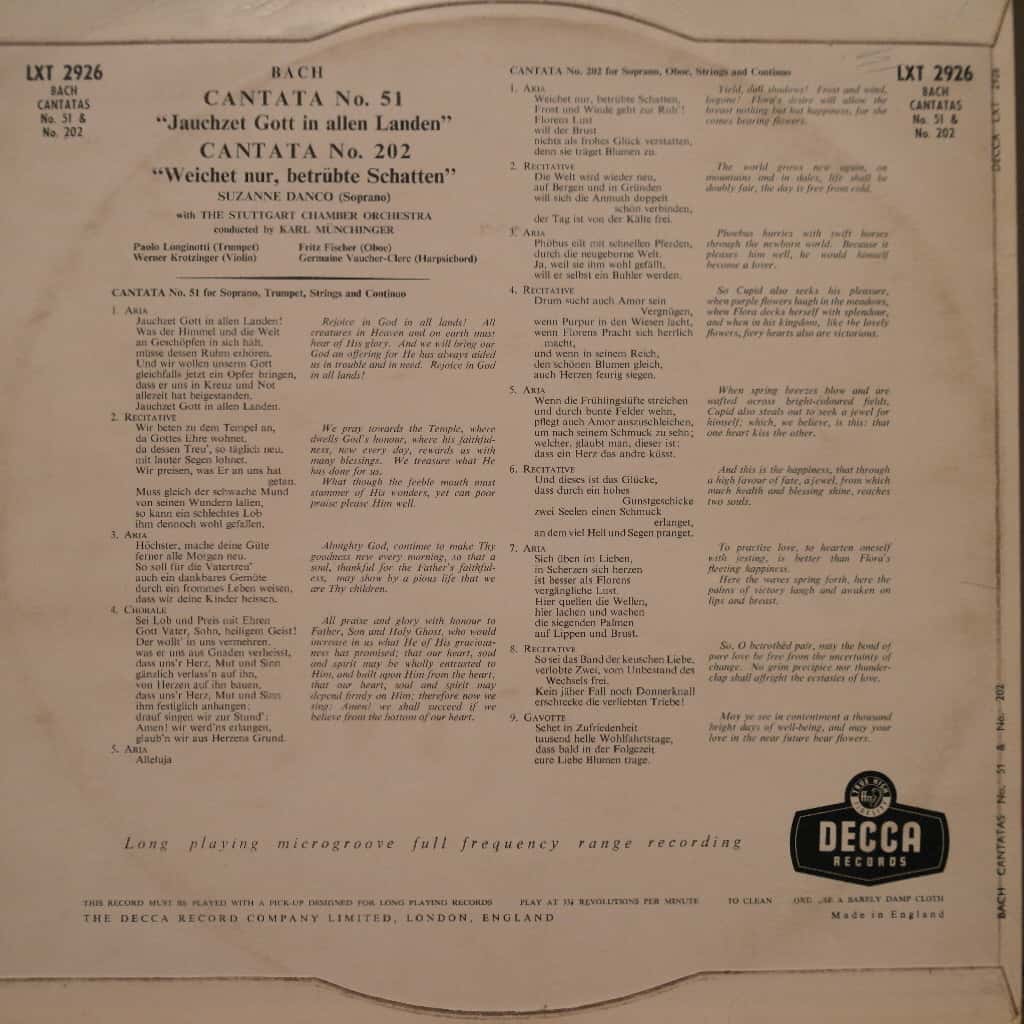 LXT 2926
BACH
CANTATAS
No. 51 &
No. 202
BACH
CANTATA No. 51
“Jauchzet Gott in allen Landen”
CANTATA No. 202
“Weichet nur, betrübte Schatten”
SUZANNE DANCO (Soprano)
with THE STUTTGART CHAMBER ORCHESTRA
conducted by KARL MÜNCHINGER
Paolo Longinotti (Trumpet) Fritz Fischer (Oboe)
Werner Krotzinger (Violin) Germaine Vaucher-Clerc (Harpsichord)
CANTATA No. 51 for Soprano, Trumpet, Strings and Continuo
1. ARIA
Jauchzet Gott in allen Landen!
Was der Himmel und die Welt
an Geschöpfen in sich hält,
müsse dessen Ruhm erhören.
Und wir wollen unserm Gott
gleichfalls jetzt ein Opfer bringen,
dass er uns in Kreuz und Not
allezeit hat beigestanden.
Jauchzet Gott in allen Landen.
Rejoice in God in all lands! All
creatures in Heaven and on earth must
hear of His glory. And we will bring our
God an offering for He has always aided
us in trouble and in need. Rejoice in God
in all lands!
2. RECITATIVE
Wir beten zu dem Tempel an,
da Gottes Ehre wohnet,
da dessen Treu', so täglich neu,
mit lauter Segen lohnet.
Wir preisen, was Er an uns hat
getan.
Muss gleich der schwache Mund
von seinen Wundern lallen,
so kann ein schlechtes Lob
ihm dennoch wohl gefallen.
We pray towards the Temple, where
dwells God's honour, where his faithful-
ness, new every day, rewards us with
many blessings. We treasure what He
has done for us.
What though the feeble mouth must
stammer of His wonders, yet can poor
praise please Him well.
3. ARIA
Höchster, mache deine Güte
ferner alle Morgen neu.
So soll für die Vatertreu'
auch ein dankbares Gemüte
durch ein frommes Leben weisen,
dass wir deine Kinder heissen.
Almighty God, continue to make Thy
goodness new every morning, so that a
soul, thankful for the Father's faithful-
ness, may show by a pious life that we
are Thy children.
4. CHORALE
Sei Lob und Preis mit Ehren
Gott Vater, Sohn, heiligem Geist!
Der wollt' in uns vermehren,
was er uns aus Gnaden verheisst,
dass uns'r Herz, Mut und Sinn
gänzlich verlass'n auf ihn,
von Herzen auf ihn bauen,
dass uns'r Herz, Mut und Sinn
ihm festiglich anhangen;
drauf singen wir zur Stund':
Amen! wir werd'ns erlangen,
glaub'n wir aus Herzens Grund.
All praise and glory with honour to
Father, Son and Holy Ghost, who would
increase in us what He of His gracious-
ness has promised; that our heart, soul
and spirit may be wholly entrusted to
Him, and built upon Him from the heart,
that our heart, soul and spirit may
depend firmly on Him; therefore now we
sing: Amen! we shall succeed if we
believe from the bottom of our heart.
5. ARIA
Alleluja
CANTATA No. 202 for Soprano, Oboe, Strings and Continuo
1. ARIA
Weichet nur, betrübte Schatten,
Frost und Winde geht zur Ruh'!
Florens Lust
will der Brust
nichts als frohes Glück verstatten,
denn sie träget Blumen zu.
Yield, dull shadows! Frost and wind,
begone! Flora's desire will allow the
breast nothing but hot happiness, for she
comes bearing flowers.
2. RECITATIVE
Die Welt wird wieder neu,
auf Bergen und in Gründen
will sich die Anmuth doppelt
schön verbinden,
der Tag ist von der Kälte frei.
The world grows new again, on
mountains and in dales, life shall be
doubly fair, the day is free from cold.
3. ARIA
Phöbus eilt mit schnellen Pferden,
durch die neugeborne Welt.
Ja, weil sie ihm wohl gefällt,
will er selbst ein Buhler werden.
Phoebus hurries with swift horses
through the newborn world. Because it
pleases him well, he would himself
become a lover.
4. RECITATIVE
Drum sucht auch Amor sein
Vergnügen,
wenn Purpur in den Wiesen lacht,
wenn Florens Pracht sich herrlich
macht,
und wenn in seinem Reich,
den schönen Blumen gleich,
auch Herzen feurig siegen.
So Cupid also seeks his pleasure,
when purple flowers laugh in the meadows,
when Flora decks herself with splendour,
and when in his kingdom, like the lovely
flowers, fiery hearts also are victorious.
5. ARIA
Wenn die Frühlingslüfte streichen
und durch bunte Felder wehn,
pflegt auch Amor auszuschleichen,
um nach seinem Schmuck zu sehn;
welcher, glaubt man, dieser ist:
dass ein Herz das andre küsst.
When spring breezes blow and are
wafted across bright-coloured fields,
Cupid also steals out to seek a jewel for
himself; which, we believe, is this: that
one heart kiss the other.
6. RECITATIVE
Und dieses ist das Glücke,
dass durch ein hohes
Gunstgeschicke
zwei Seelen einen Schmuck
erlanget,
an dem viel Heil und Segen pranget.
And this is the happiness, that through
a high favour of fate, a jewel, from which
much health and blessing shine, reaches
two souls.
7. ARIA
Sich üben im Lieben,
in Scherzen sich herzen
ist besser als Florens
vergängliche Lust.
Hier quellen die Wellen,
hier lachen und wachen
die siegenden Palmen
auf Lippen und Brust.
To practise love, to hearten oneself
with jesting, is better than Flora's
fleeting happiness.
Here the waves spring forth, here the
palms of victory laugh and awaken on
lips and breast.
8. RECITATIVE
So sei das Band der keuschen Liebe,
verlobte Zwei, vom Unbestand des
Wechsels frei.
Kein jäher Fall noch Donnerknall
erschrecke die verliebten Triebe!
So, O betrothed pair, may the bond of
pure love be free from the uncertainty of
change. No grim precipice nor thunder-
clap shall affright the ecstasies of love.
9. GAVOTTE
Sehet in Zufriedenheit
tausend helle Wohlfahrtstage,
dass bald in der Folgezeit
eure Liebe Blumen trage.
May ye see in contentment a thousand
bright days of well-being, and may your
love in the near future bear flowers.
LXT 2926
BACH
CANTATAS
No. 51 &
No. 202
DECCA LXT 2926
BACH CANTATAS No. 51 & No. 202
Long playing microgroove full frequency range recording
TRUE HIGH
ffrr
FIDELITY
DECCA
RECORDS
THIS RECORD MUST BE PLAYED WITH A PICK-UP DESIGNED FOR LONG PLAYING RECORDS PLAY AT 33⅓ REVOLUTIONS PER MINUTE TO CLEAN A BARELY DAMP CLOTH
THE DECCA RECORD COMPANY LIMITED, LONDON, ENGLAND Made in England